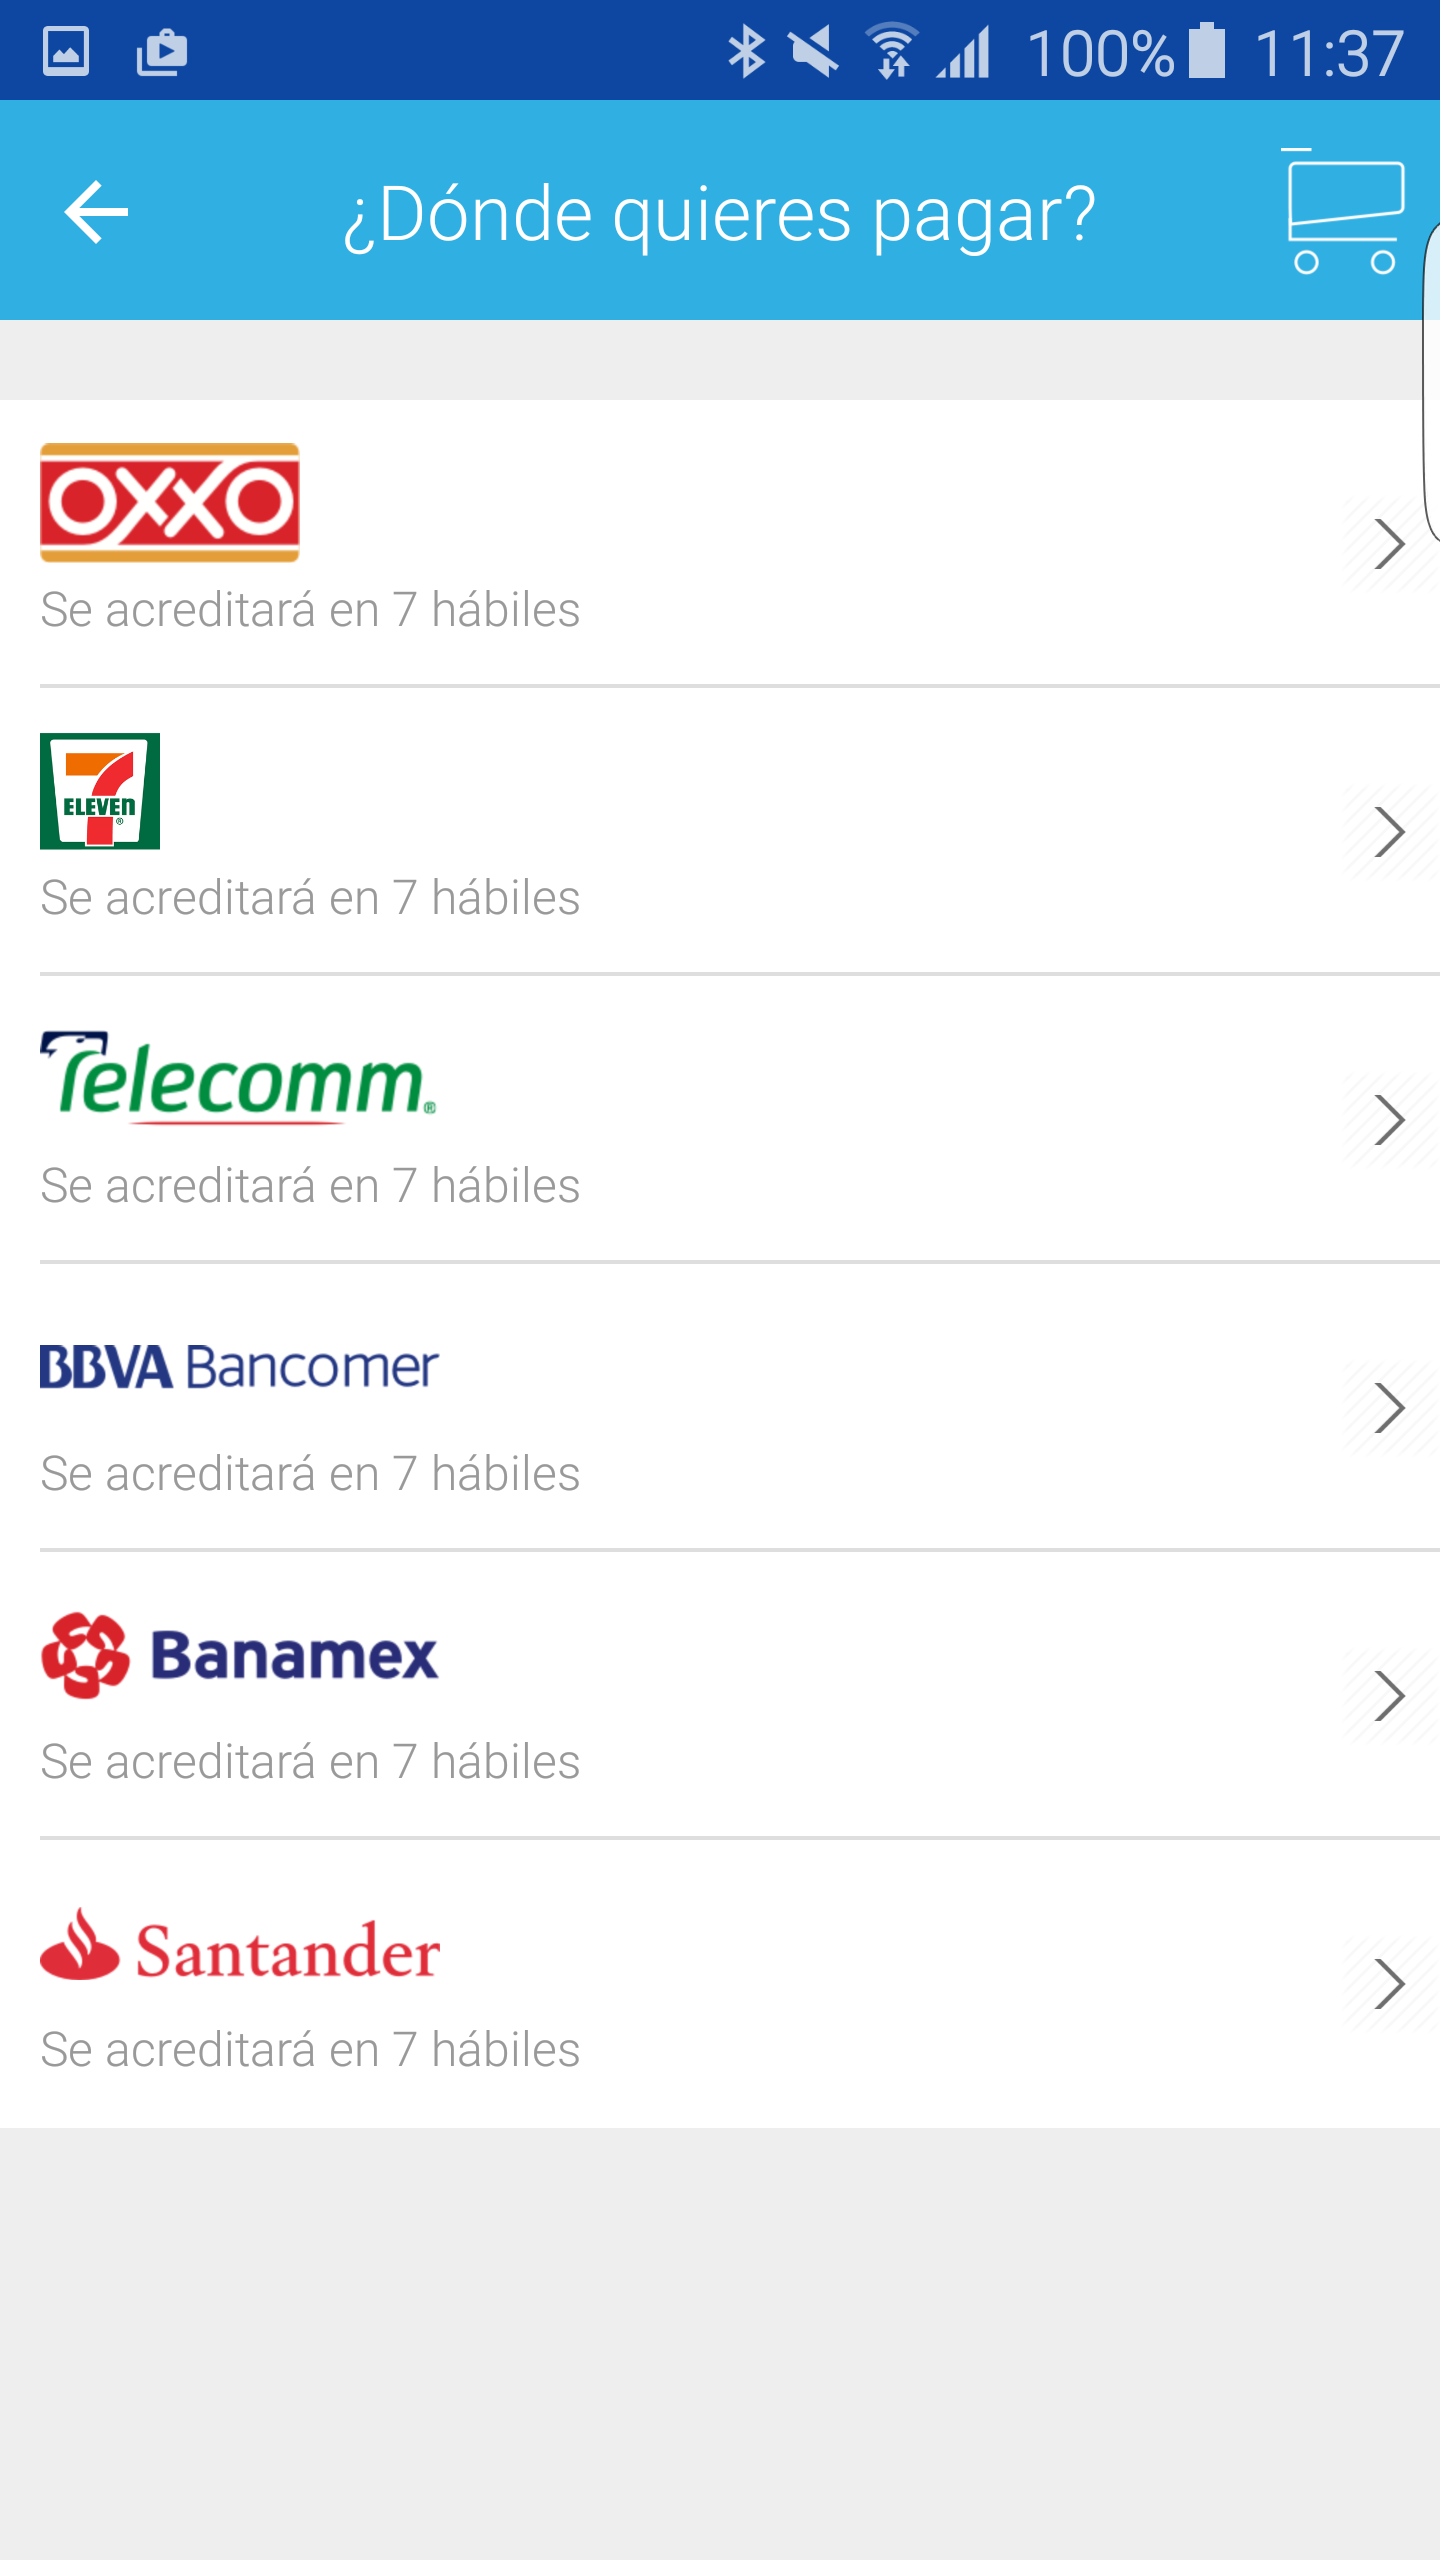 100% 11:37
¿Dónde quieres pagar?
OXXO
Se acreditará en 7 hábiles
7
ELEVEN
®
Se acreditará en 7 hábiles
Telecomm®
Se acreditará en 7 hábiles
BBVA Bancomer
Se acreditará en 7 hábiles
Banamex
Se acreditará en 7 hábiles
Santander
Se acreditará en 7 hábiles